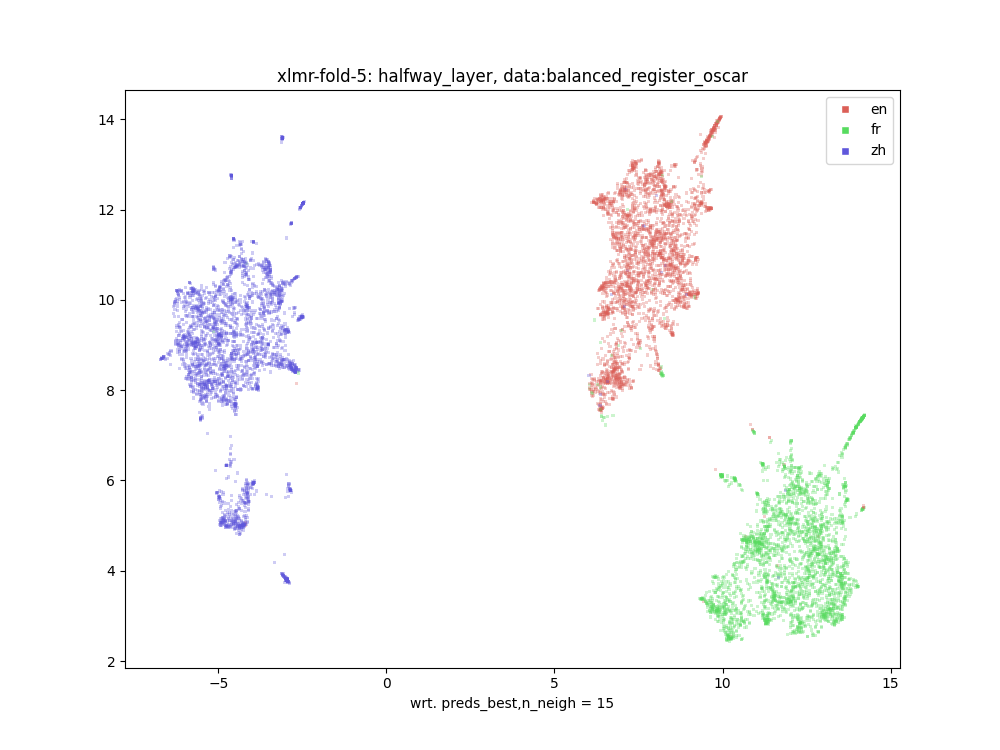 xlmr-fold-5: halfway_layer, data:balanced_register_oscar
en
fr
zh
14
12
10
8
6
4
2
−5
0
5
10
15
wrt. preds_best,n_neigh = 15